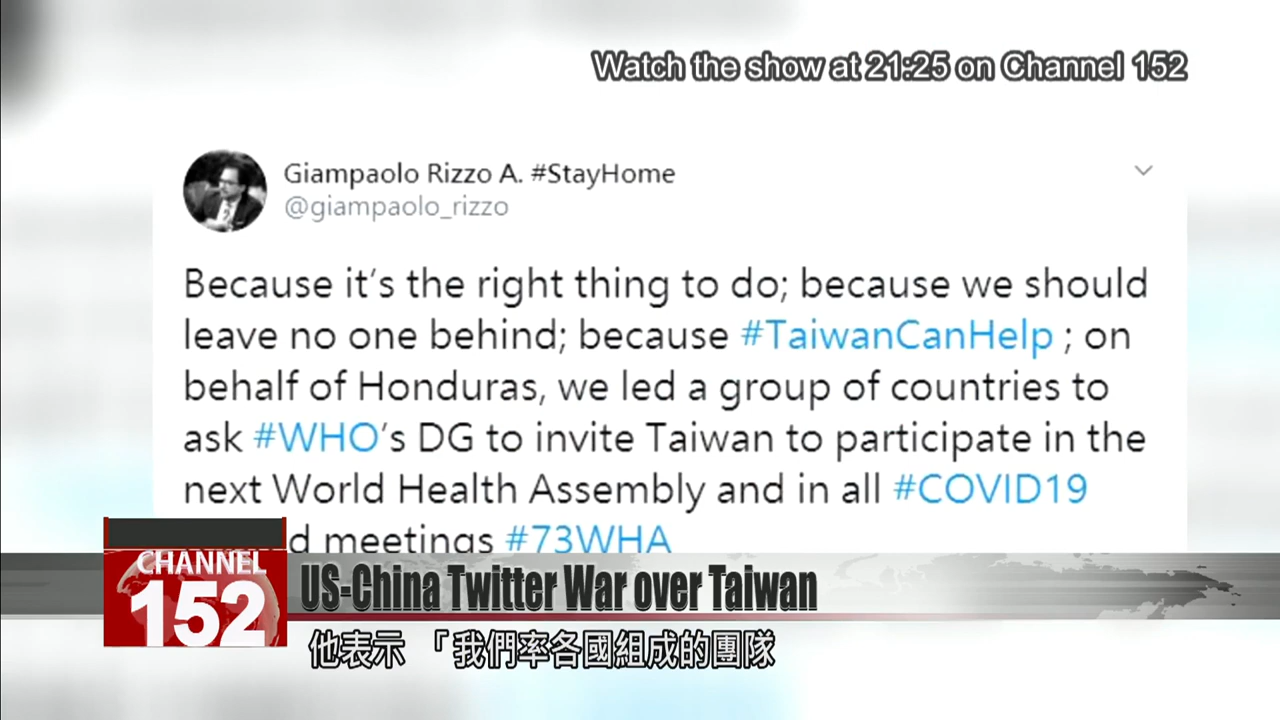 Watch the show at 21:25 on Channel 152
Giampaolo Rizzo A. #StayHome
@giampaolo_rizzo
Because it's the right thing to do; because we should
leave no one behind; because #TaiwanCanHelp ; on
behalf of Honduras, we led a group of countries to
ask #WHO's DG to invite Taiwan to participate in the
next World Health Assembly and in all #COVID19
meetings #73WHA
CHANNEL
152
US-China Twitter War over Taiwan
他表示 「我們率各國組成的團隊